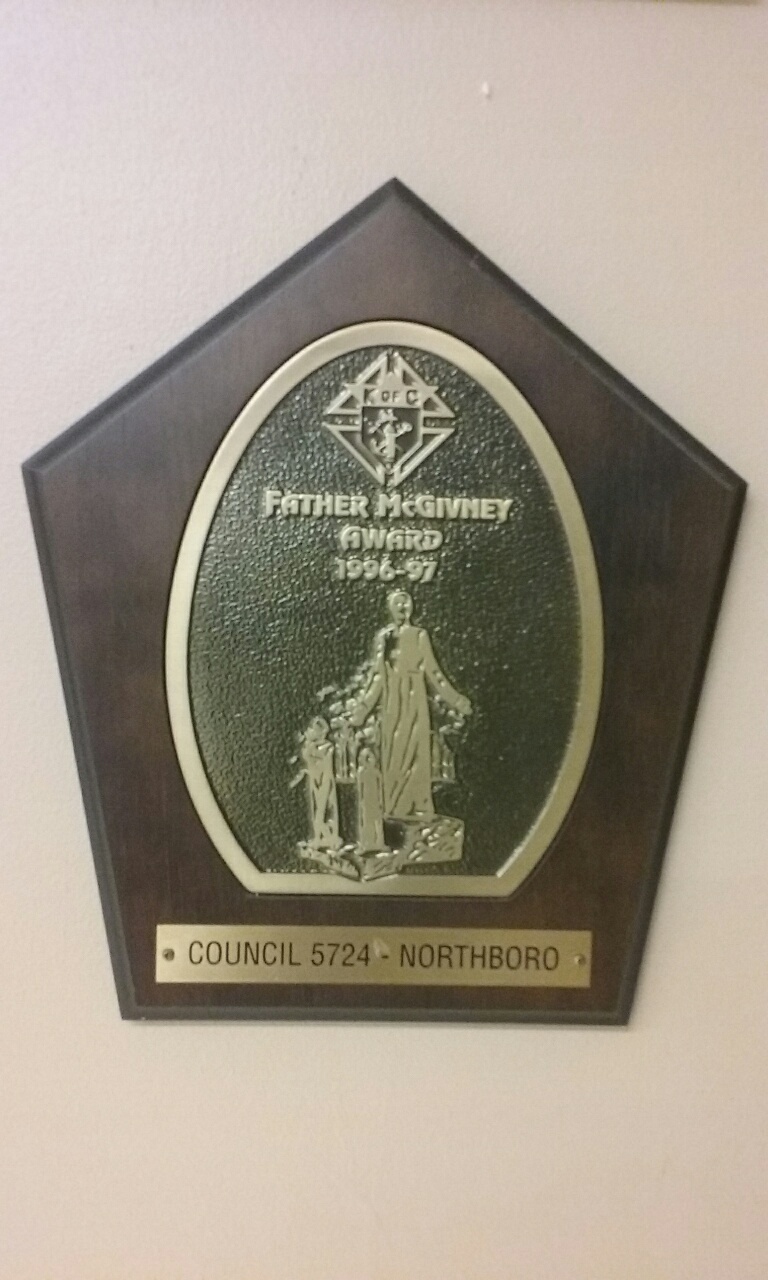 K OF C
FATHER MCGIVNEY
AWARD
1996-97
COUNCIL 5724 - NORTHBORO